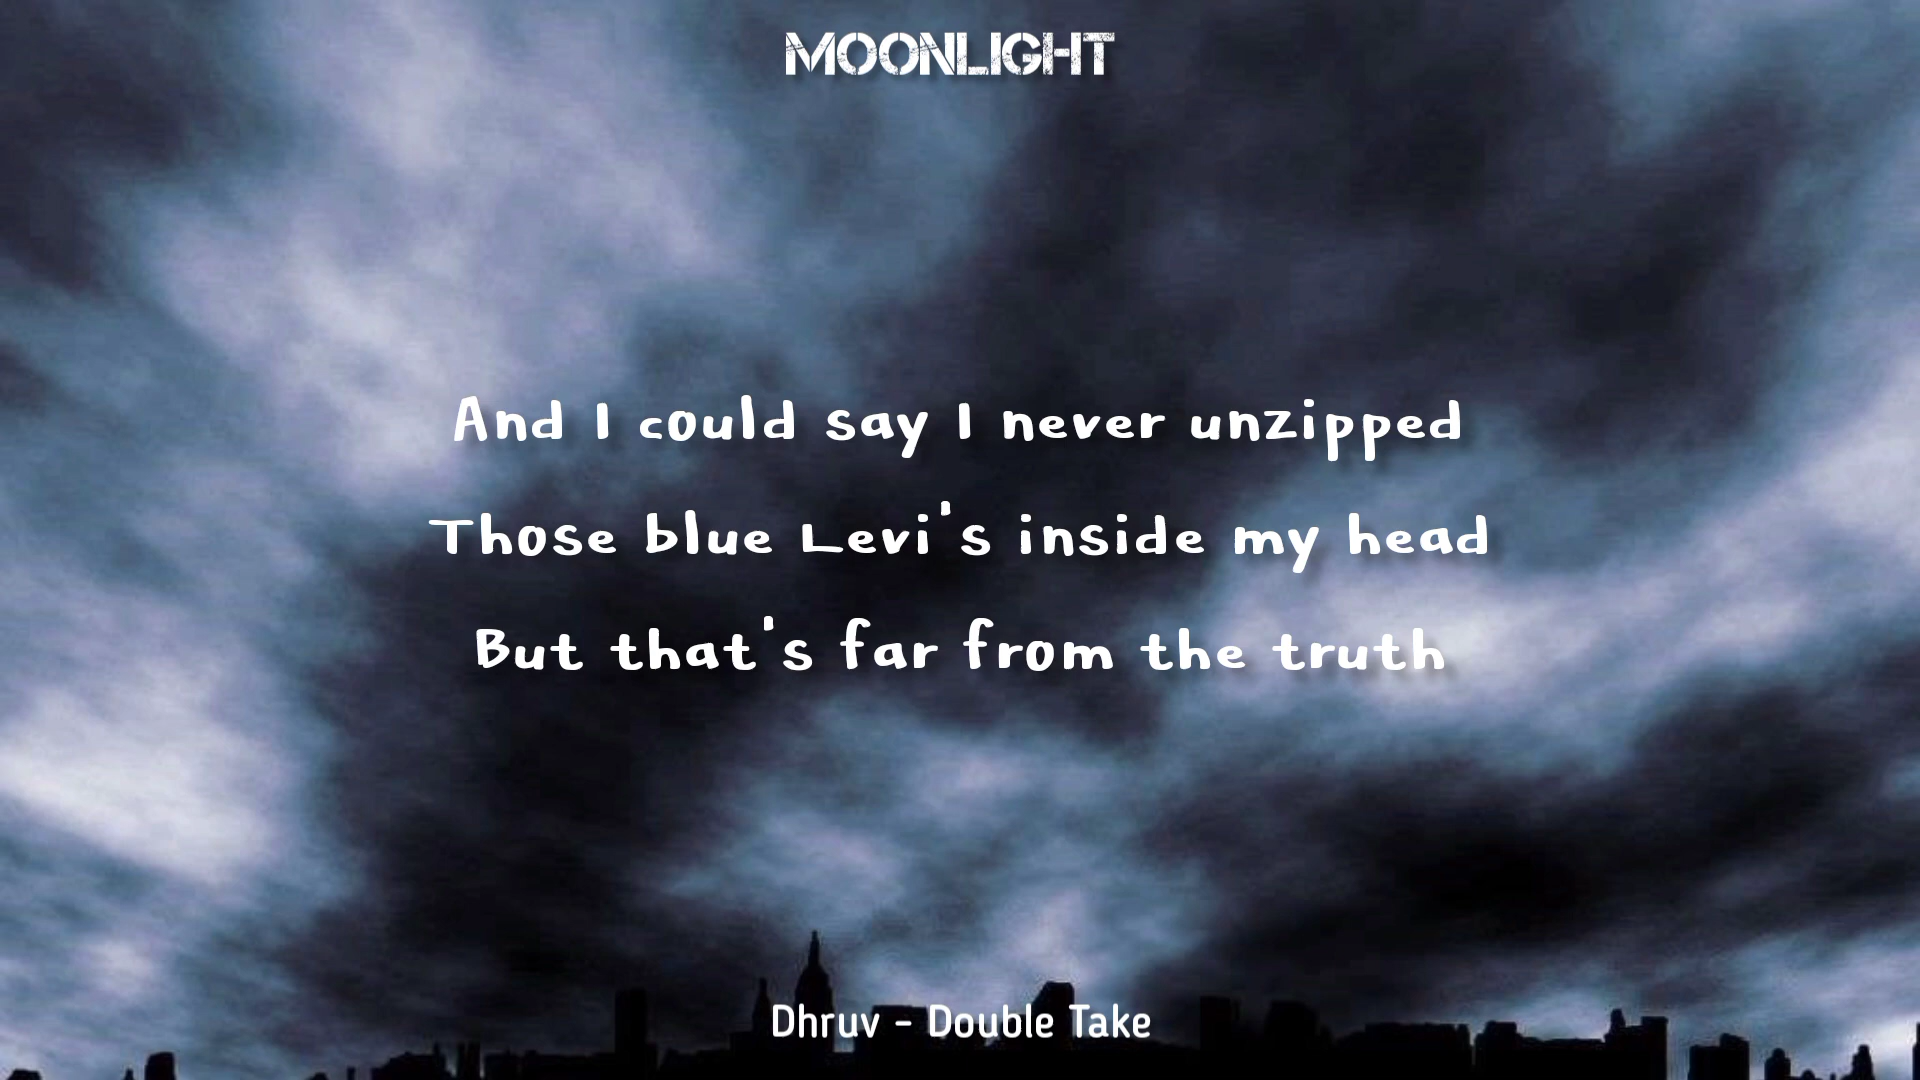 MOONLIGHT
And I could say I never unzipped
Those blue Levi's inside my head
But that's far from the truth
Dhruv - Double Take